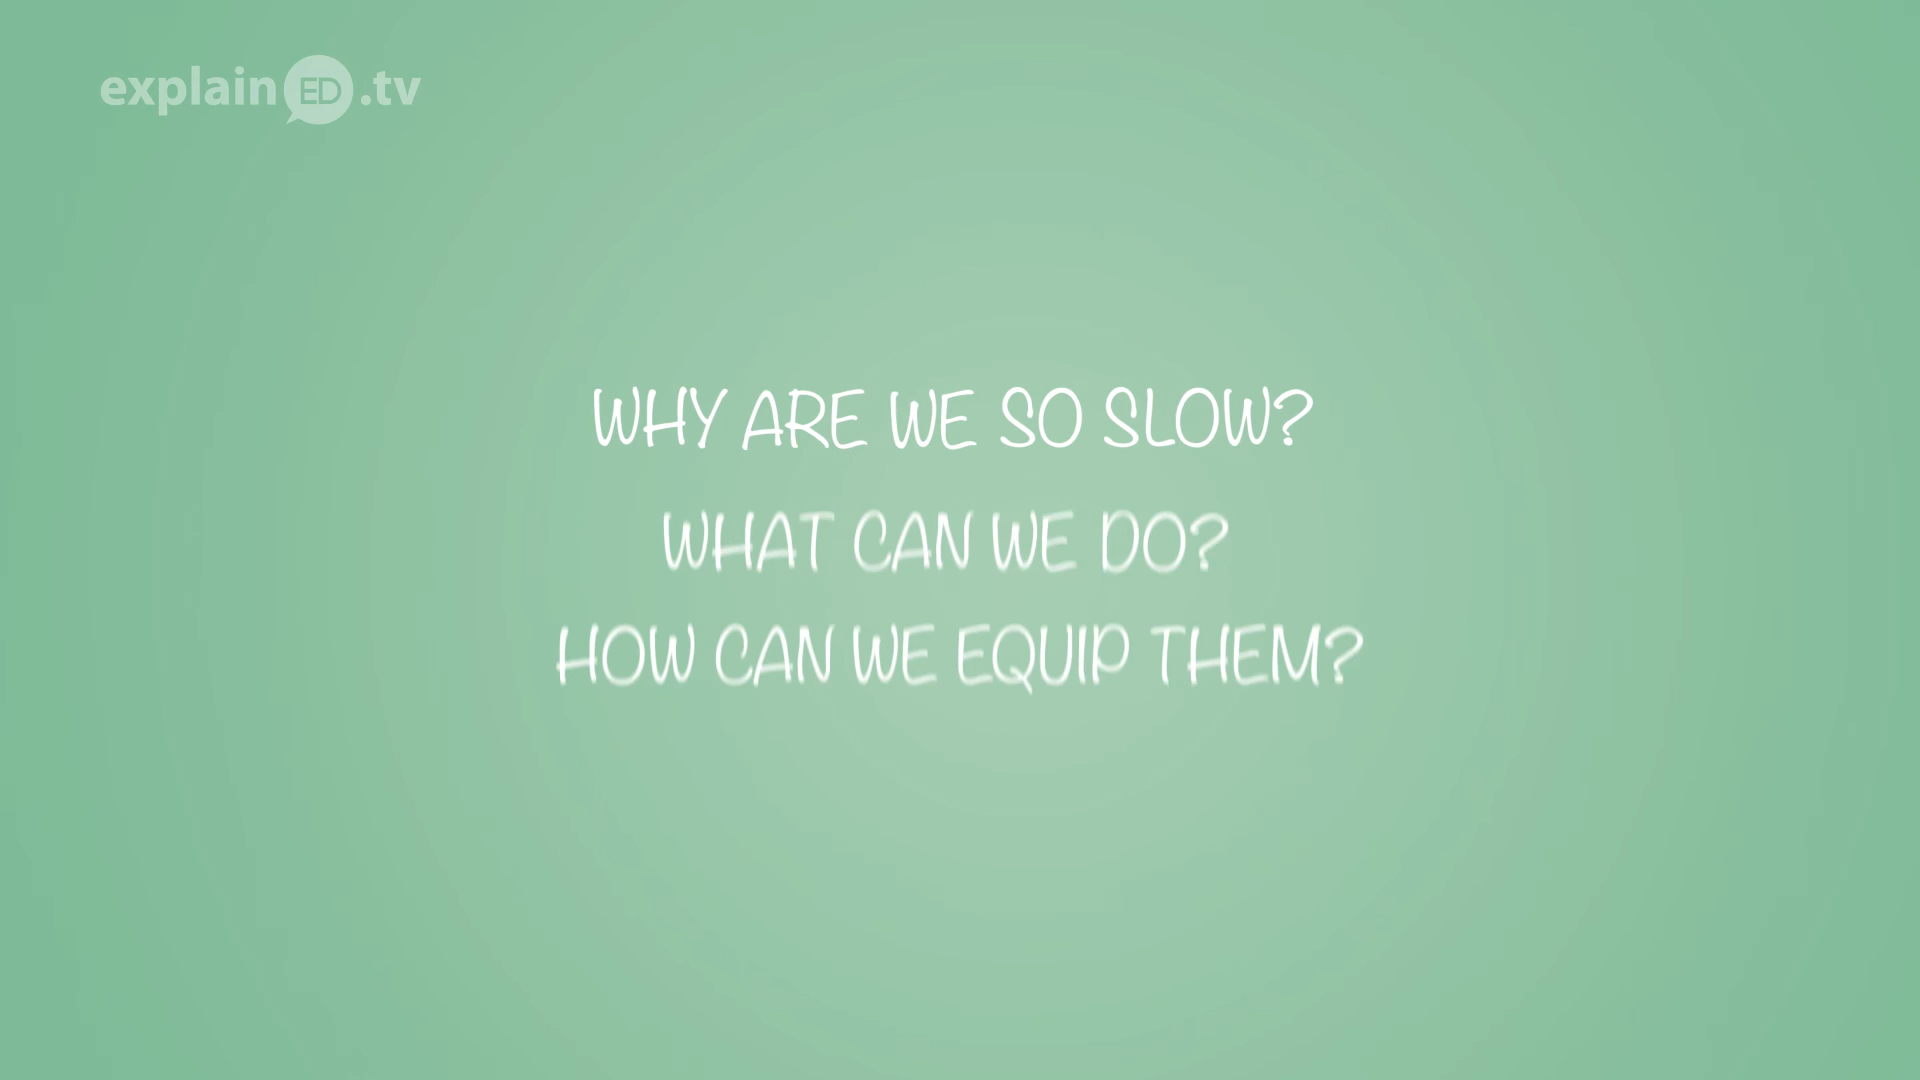 explainED.tv
WHY ARE WE SO SLOW?
WHAT CAN WE DO?
HOW CAN WE EQUIP THEM?